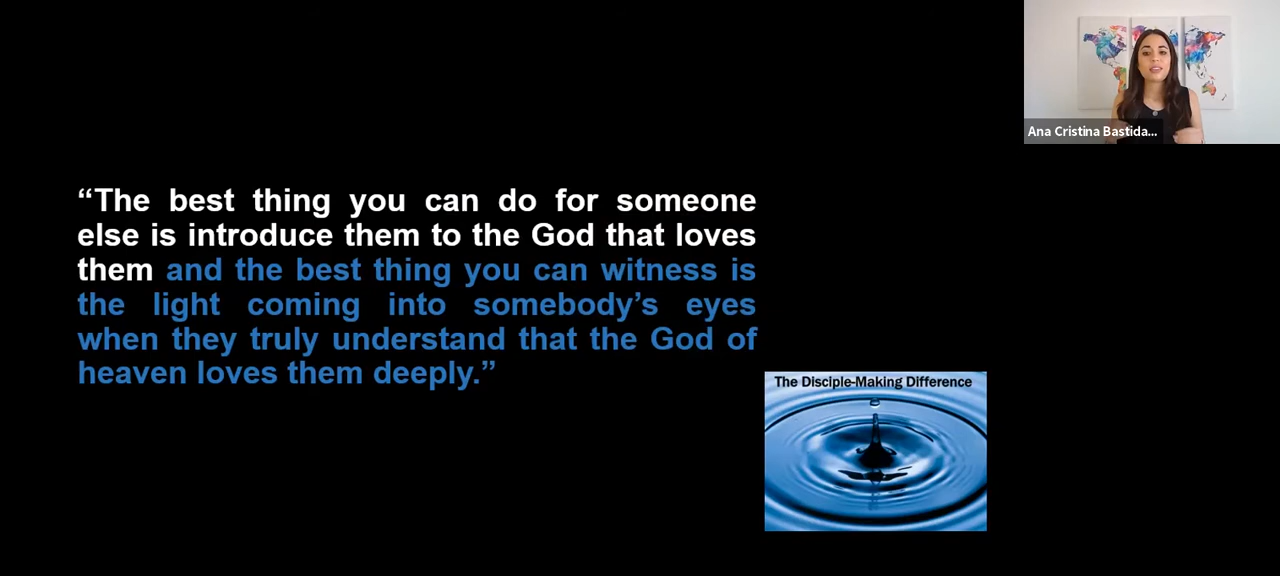 Ana Cristina Bastida...
“The best thing you can do for someone
else is introduce them to the God that loves
them and the best thing you can witness is
the light coming into somebody’s eyes
when they truly understand that the God of
heaven loves them deeply.”
The Disciple-Making Difference